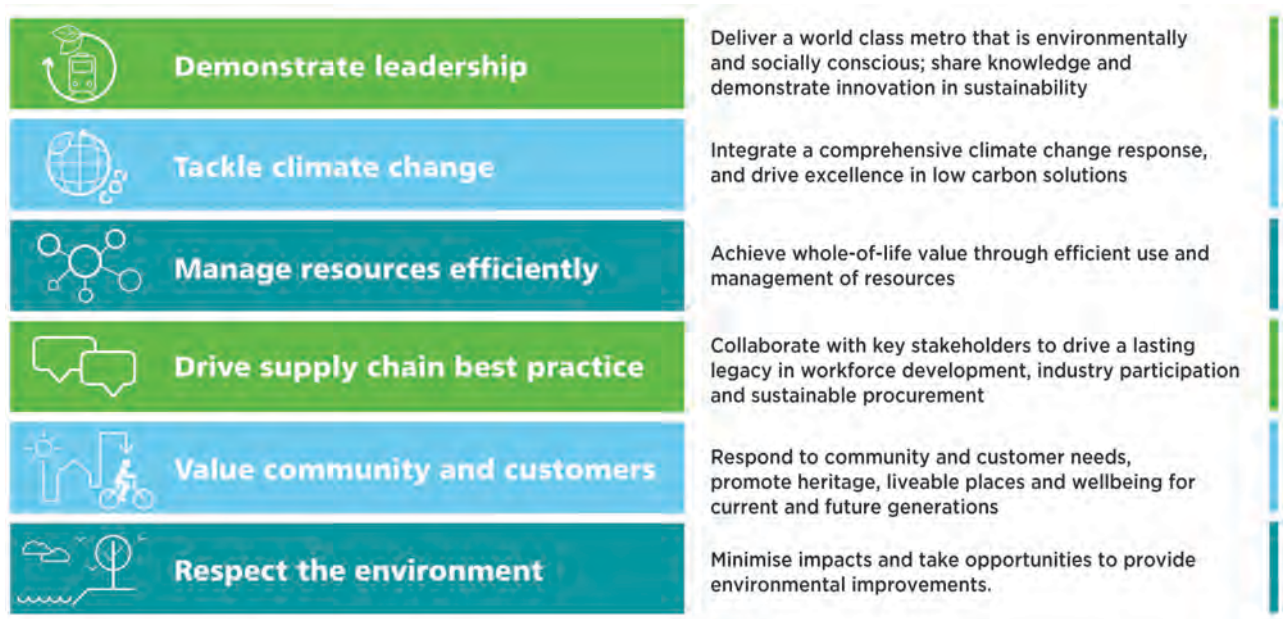 Demonstrate leadership
Deliver a world class metro that is environmentally
and socially conscious; share knowledge and
demonstrate innovation in sustainability
Tackle climate change
CO2
Integrate a comprehensive climate change response,
and drive excellence in low carbon solutions
Manage resources efficiently
Achieve whole-of-life value through efficient use and
management of resources
Drive supply chain best practice
Collaborate with key stakeholders to drive a lasting
legacy in workforce development, industry participation
and sustainable procurement
Value community and customers
Respond to community and customer needs,
promote heritage, liveable places and wellbeing for
current and future generations
Respect the environment
Minimise impacts and take opportunities to provide
environmental improvements.